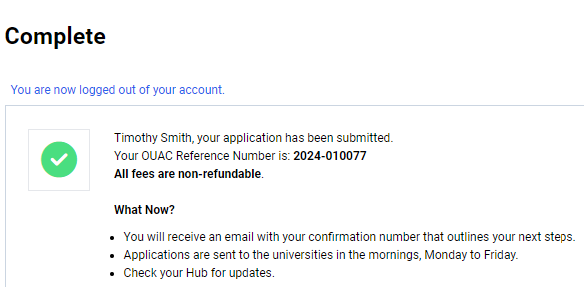 Complete
You are now logged out of your account.
Timothy Smith, your application has been submitted.
Your OUAC Reference Number is: 2024-010077
All fees are non-refundable.
What Now?
• You will receive an email with your confirmation number that outlines your next steps.
• Applications are sent to the universities in the mornings, Monday to Friday.
• Check your Hub for updates.